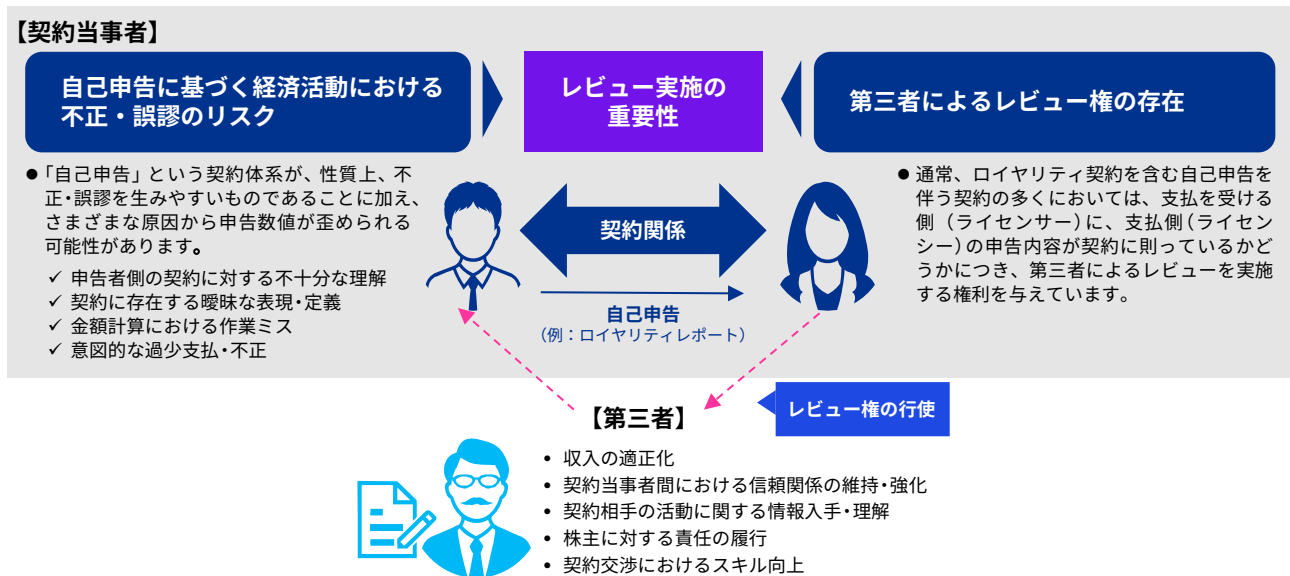 【契約当事者】
自己申告に基づく経済活動における
不正・誤謬のリスク
レビュー実施の
重要性
第三者によるレビュー権の存在
● 「自己申告」という契約体系が、性質上、不
正・誤謬を生みやすいものであることに加え、
さまざまな原因から申告数値が歪められる
可能性があります。
✓ 申告者側の契約に対する不十分な理解
✓ 契約に存在する曖昧な表現・定義
✓ 金額計算における作業ミス
✓ 意図的な過少支払・不正
契約関係
自己申告
（例：ロイヤリティレポート）
● 通常、ロイヤリティ契約を含む自己申告を
伴う契約の多くにおいては、支払を受ける
側（ライセンサー）に、支払側（ライセン
シー）の申告内容が契約に則っているかど
うかにつき、第三者によるレビューを実施
する権利を与えています。
レビュー権の行使
【第三者】
• 収入の適正化
• 契約当事者間における信頼関係の維持・強化
• 契約相手の活動に関する情報入手・理解
• 株主に対する責任の履行
• 契約交渉におけるスキル向上